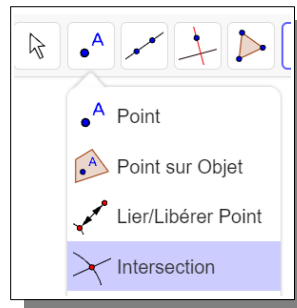 A
A Point
A Point sur Objet
Lier/Libérer Point
Intersection